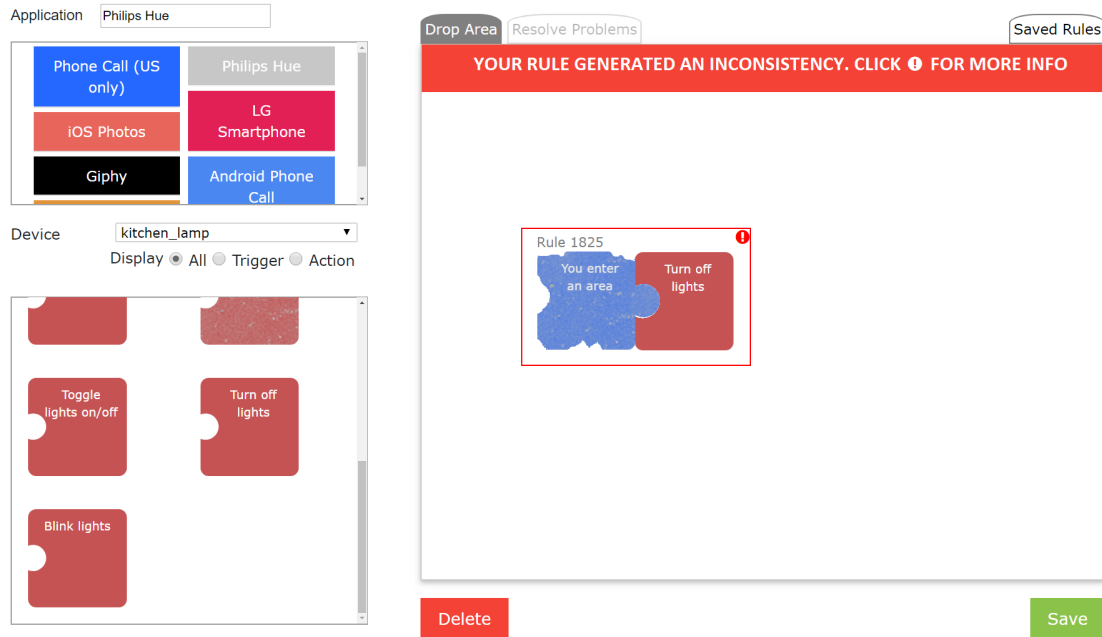 Application
Philips Hue
Phone Call (US
only)
Philips Hue
iOS Photos
LG
Smartphone
Giphy
Android Phone
Call
Device
kitchen_lamp
Display
All
Trigger
Action
Toggle
lights on/off
Turn off
lights
Blink lights
Drop Area
Resolve Problems
Saved Rules
YOUR RULE GENERATED AN INCONSISTENCY. CLICK ! FOR MORE INFO
Rule 1825
!
You enter
an area
Turn off
lights
Delete
Save